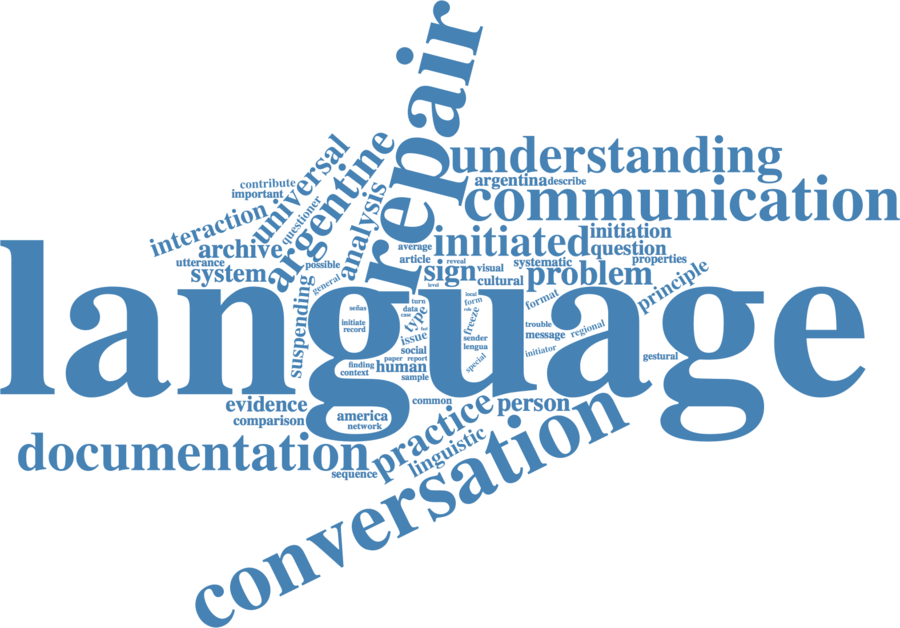 repair
understanding
universal
argentine
contribute
important
argentina
describe
communication
analysis
questioner
interaction
archive
initiated
initiation
question
average
utterance
system
possible
article
reveal
systematic
properties
sign
visual
cultural
problem
principle
general
level
language
suspending
señas
initiate
record
turn
data
case
type
issue
local
form
role
freeze
formal
trouble
message
regional
sender
lengua
initiator
special
social
paper
report
finding
context
human
sample
gestural
evidence
comparison
america
network
common
practice
person
linguistic
documentation
sequence
conversation